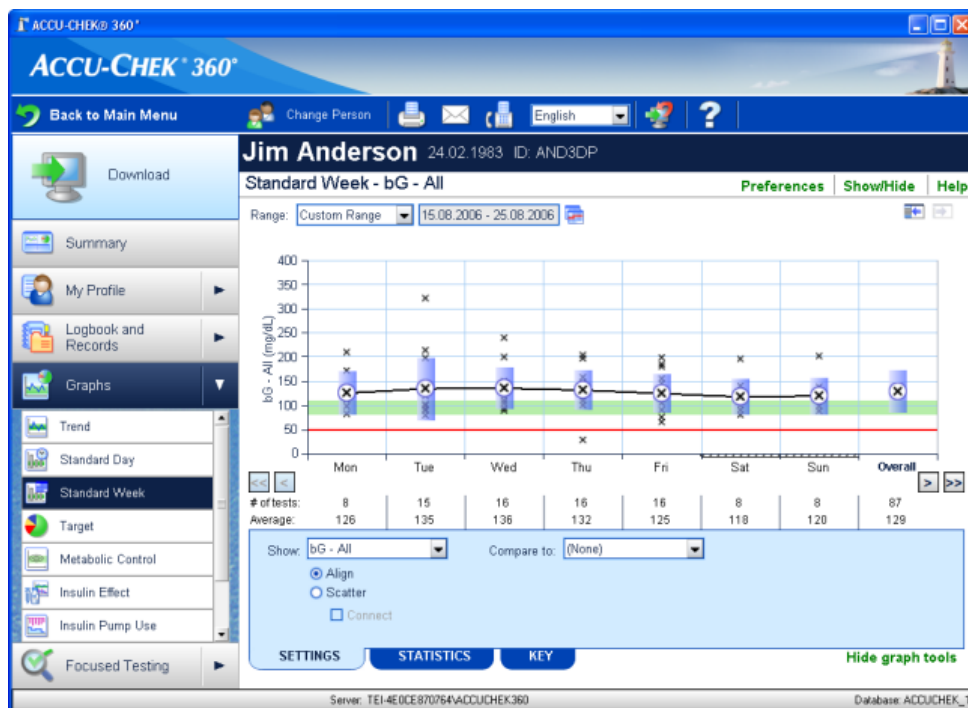 ACCU-CHEK® 360°
ACCU-CHEK® 360°
Back to Main Menu
Change Person
English
?
Download
Jim Anderson 24.02.1983 ID: AND3DP
Standard Week - bG - All
Preferences Show/Hide Help
Range: Custom Range 15.08.2006 - 25.08.2006
Summary
My Profile
Logbook and
Records
Graphs
Trend
Standard Day
Standard Week
Target
Metabolic Control
Insulin Effect
Insulin Pump Use
Focused Testing
bG - All (mg/dL)
400
350
300
250
200
150
100
50
0
Mon Tue Wed Thu Fri Sat Sun Overall
<< < > >>
# of tests: 8 15 16 16 16 8 8 87
Average: 126 135 136 132 125 118 120 129
Show: bG - All Compare to: (None)
Align
Scatter
Connect
SETTINGS STATISTICS KEY Hide graph tools
Server: TEI-4E0CE870764\ACCUCHEK360 Database: ACCUCHEK_